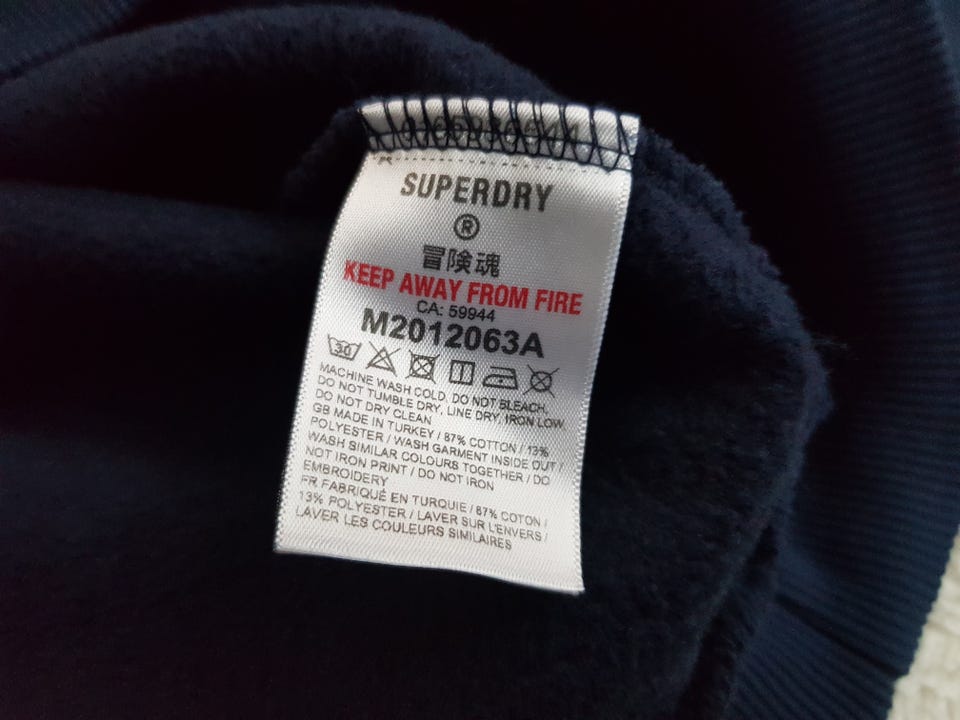 SUPERDRY
®
冒険魂
KEEP AWAY FROM FIRE
CA: 59944
M2012063A
30
MACHINE WASH COLD, DO NOT BLEACH,
DO NOT TUMBLE DRY, LINE DRY, IRON LOW,
DO NOT DRY CLEAN
GB MADE IN TURKEY / 87% COTTON / 13%
POLYESTER / WASH GARMENT INSIDE OUT /
WASH SIMILAR COLOURS TOGETHER / DO
NOT IRON PRINT / DO NOT IRON
EMBROIDERY
FR FABRIQUÉ EN TURQUIE / 87% COTON /
13% POLYESTER / LAVER SUR L'ENVERS /
LAVER LES COULEURS SIMILAIRES